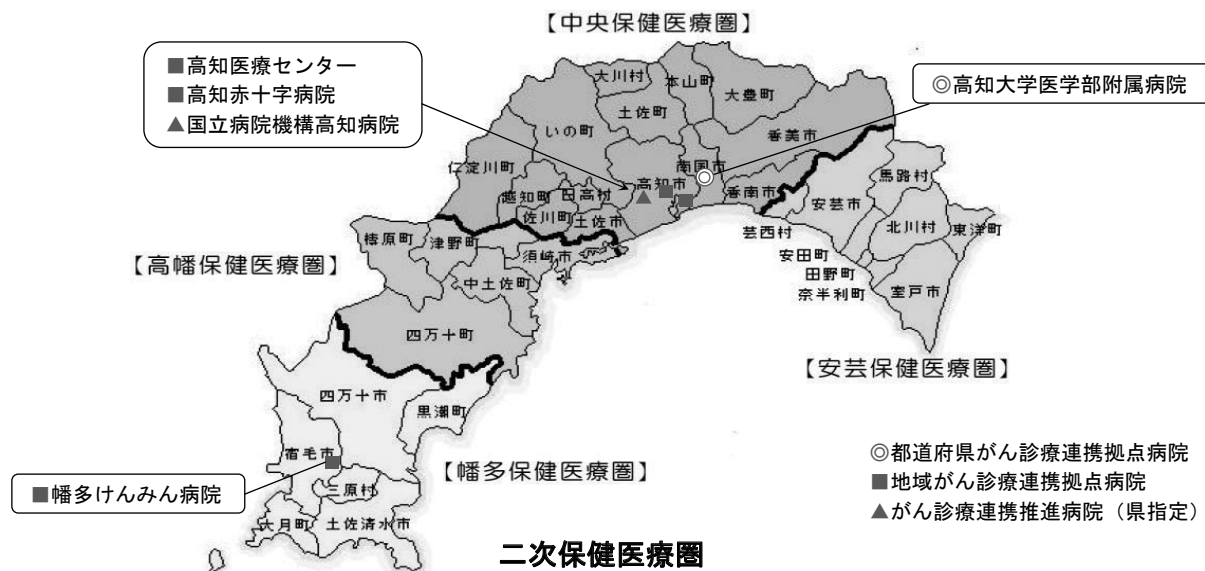 【中央保健医療圏】
■高知医療センター
■高知赤十字病院
▲国立病院機構高知病院
◎高知大学医学部附属病院
大川村
本山町
大豊町
土佐町
いの町
香美市
仁淀川町
南国市
高知市
越知町
日高村
香南市
佐川町
土佐市
馬路村
安芸市
北川村
東洋町
芸西村
安田町
田野町
奈半利町
室戸市
梼原町
津野町
須崎市
中土佐町
【高幡保健医療圏】
四万十町
【安芸保健医療圏】
四万十市
黒潮町
宿毛市
【幡多保健医療圏】
■幡多けんみん病院
三原村
大月町
土佐清水市
◎都道府県がん診療連携拠点病院
■地域がん診療連携拠点病院
▲がん診療連携推進病院（県指定）
二次保健医療圏